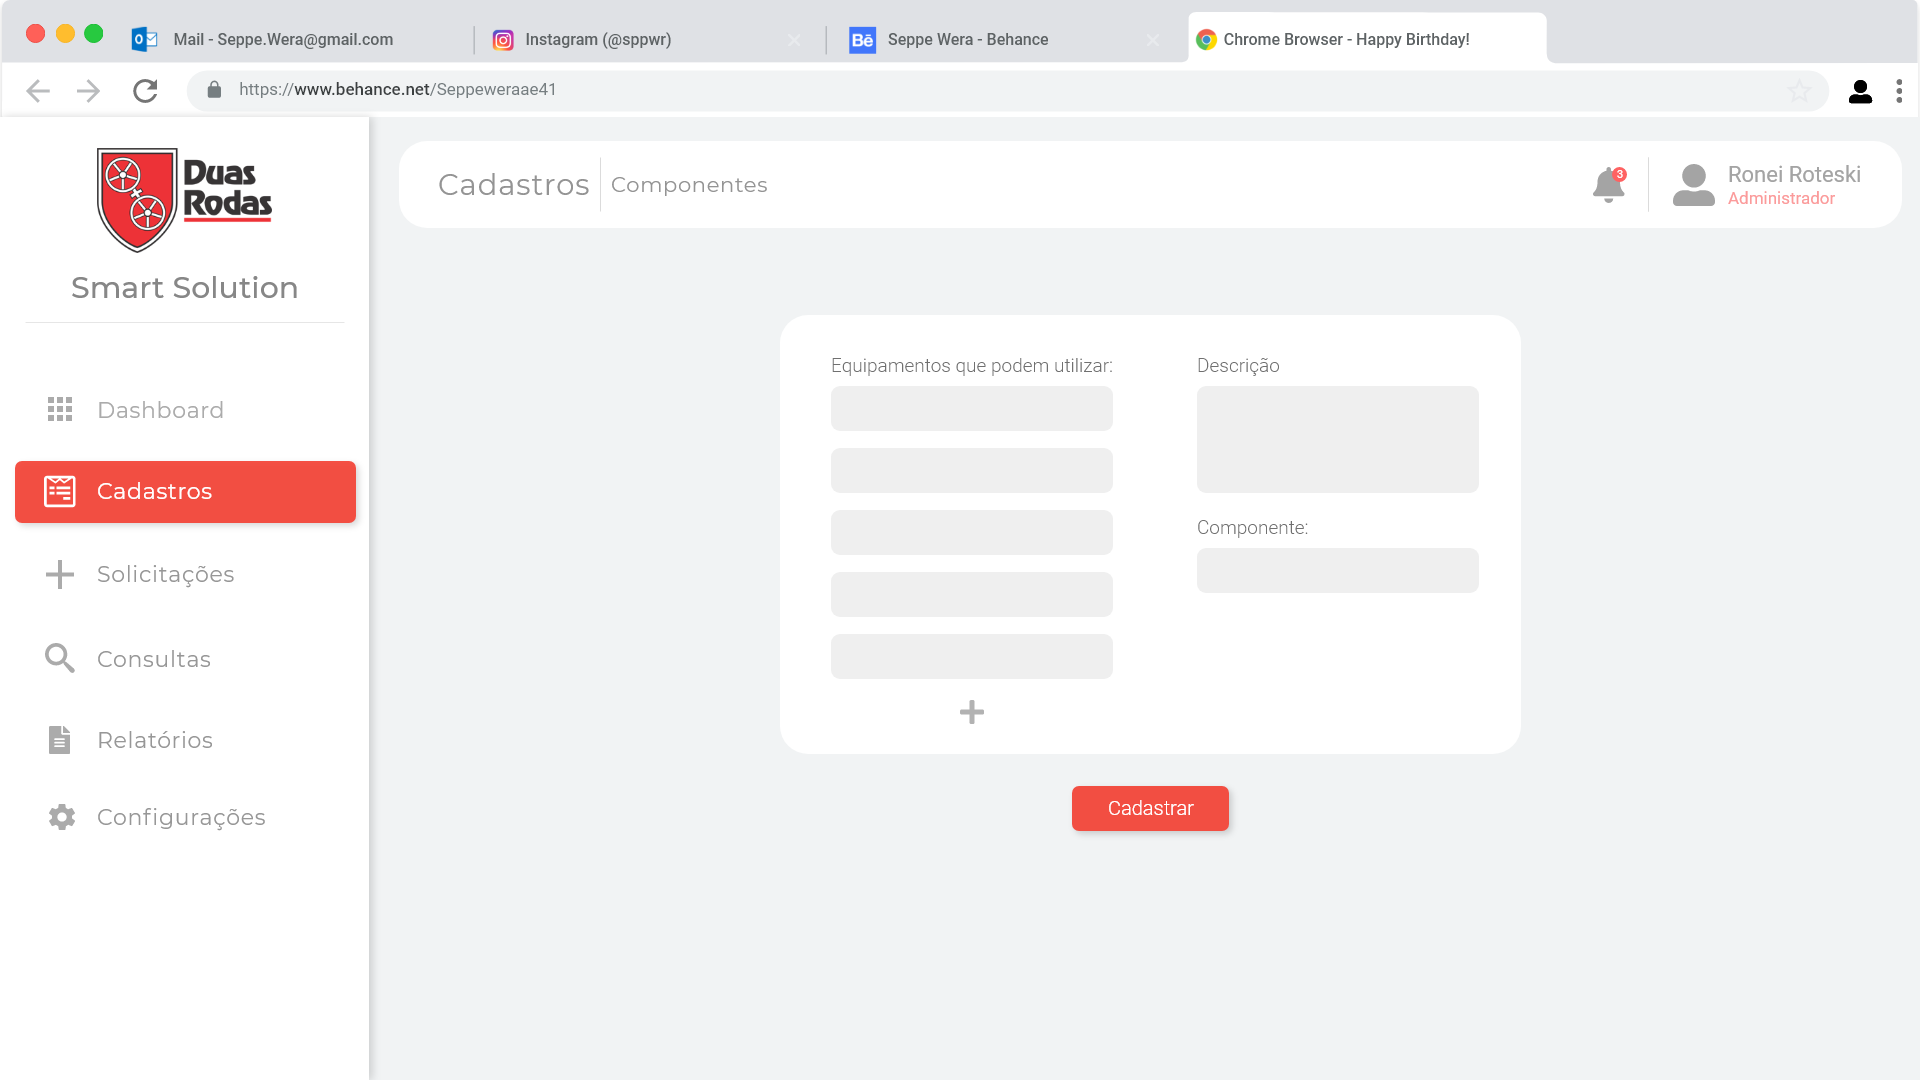 Mail - Seppe.Wera@gmail.com
Instagram (@sppwr)
Seppe Wera - Behance
Chrome Browser - Happy Birthday!
https://www.behance.net/Seppeweraae41
Duas
Rodas
Smart Solution
Dashboard
Cadastros
Solicitações
Consultas
Relatórios
Configurações
Cadastros
Componentes
3
Ronei Roteski
Administrador
Equipamentos que podem utilizar:
Descrição
Componente:
Cadastrar